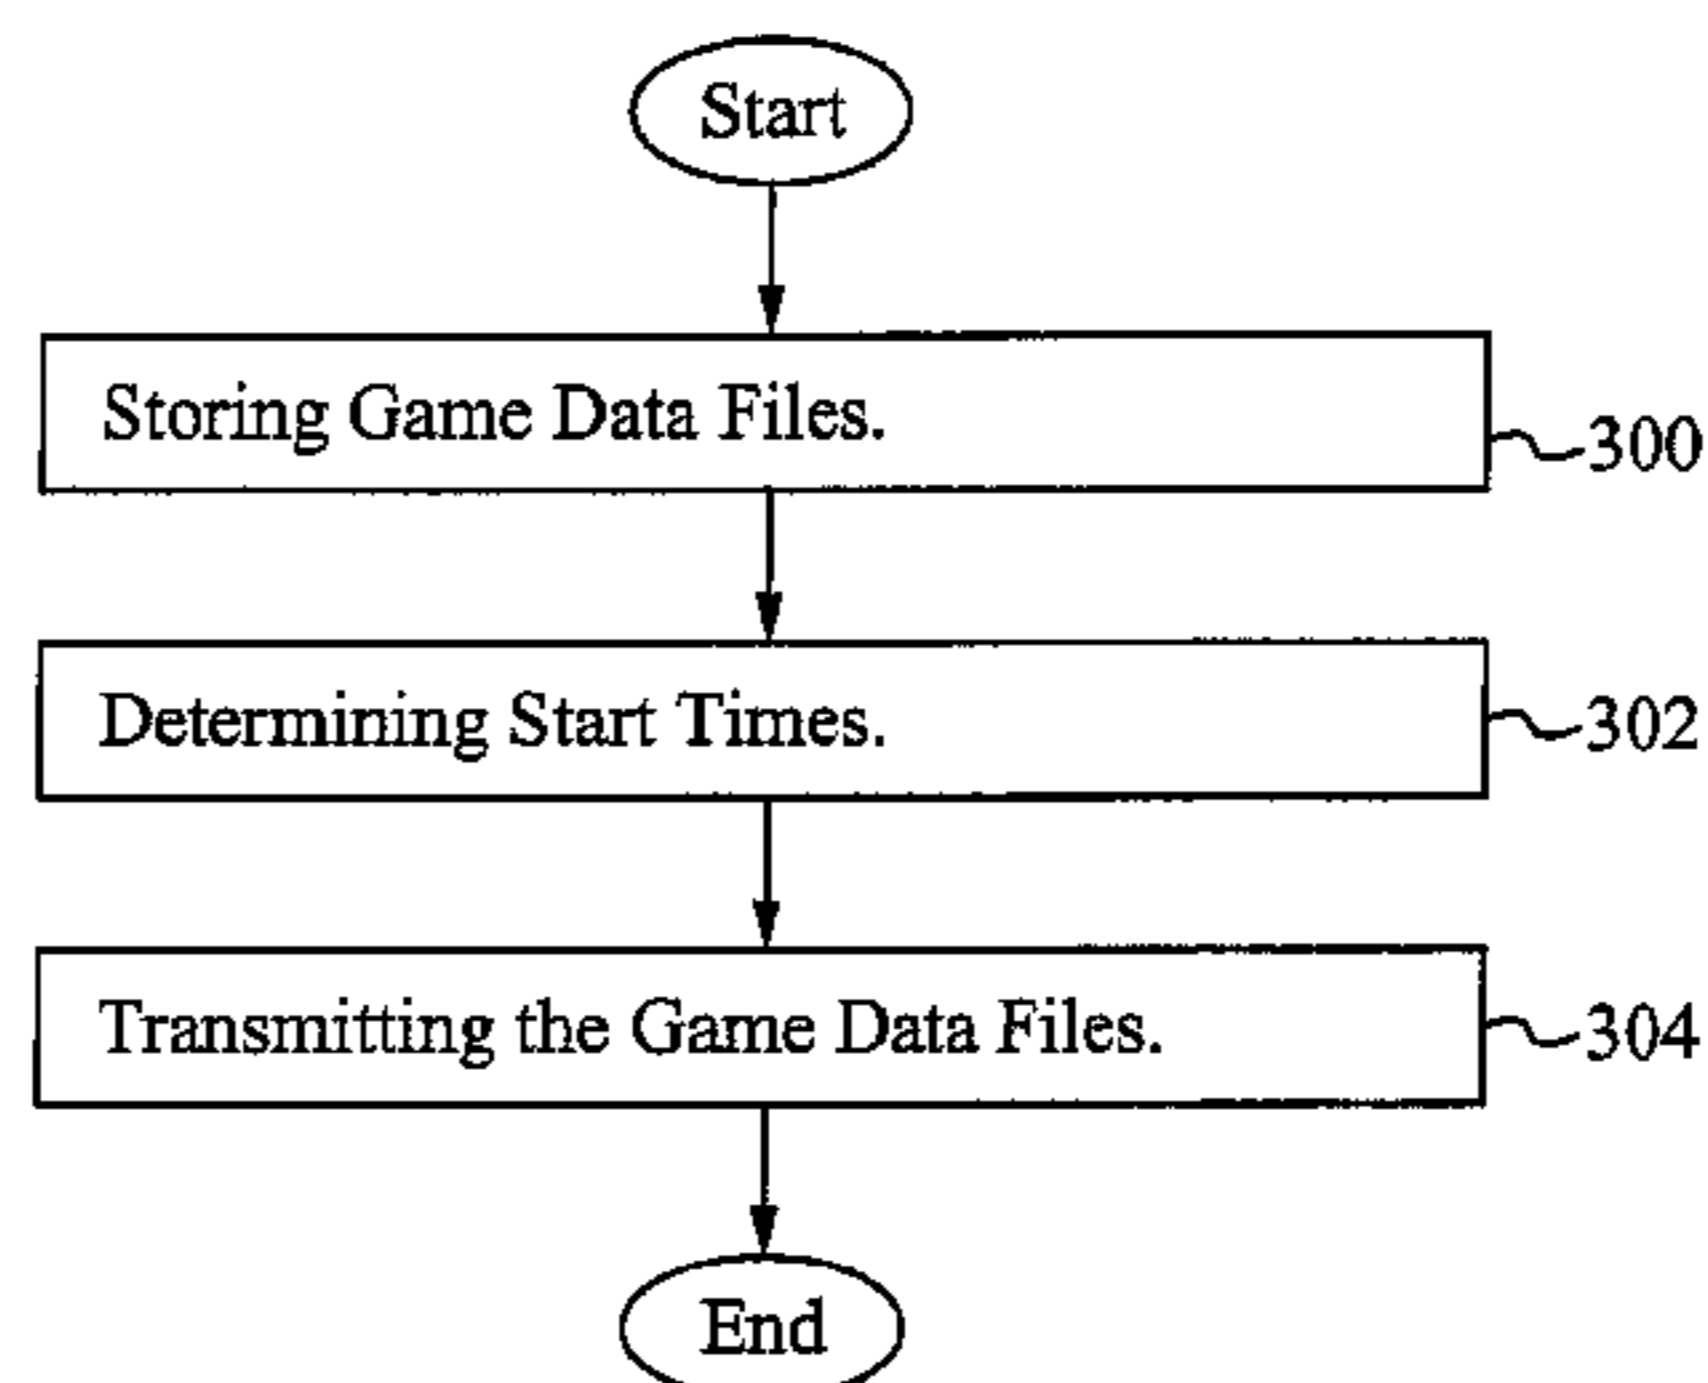 Start
Storing Game Data Files.
300
Determining Start Times.
302
Transmitting the Game Data Files.
304
End